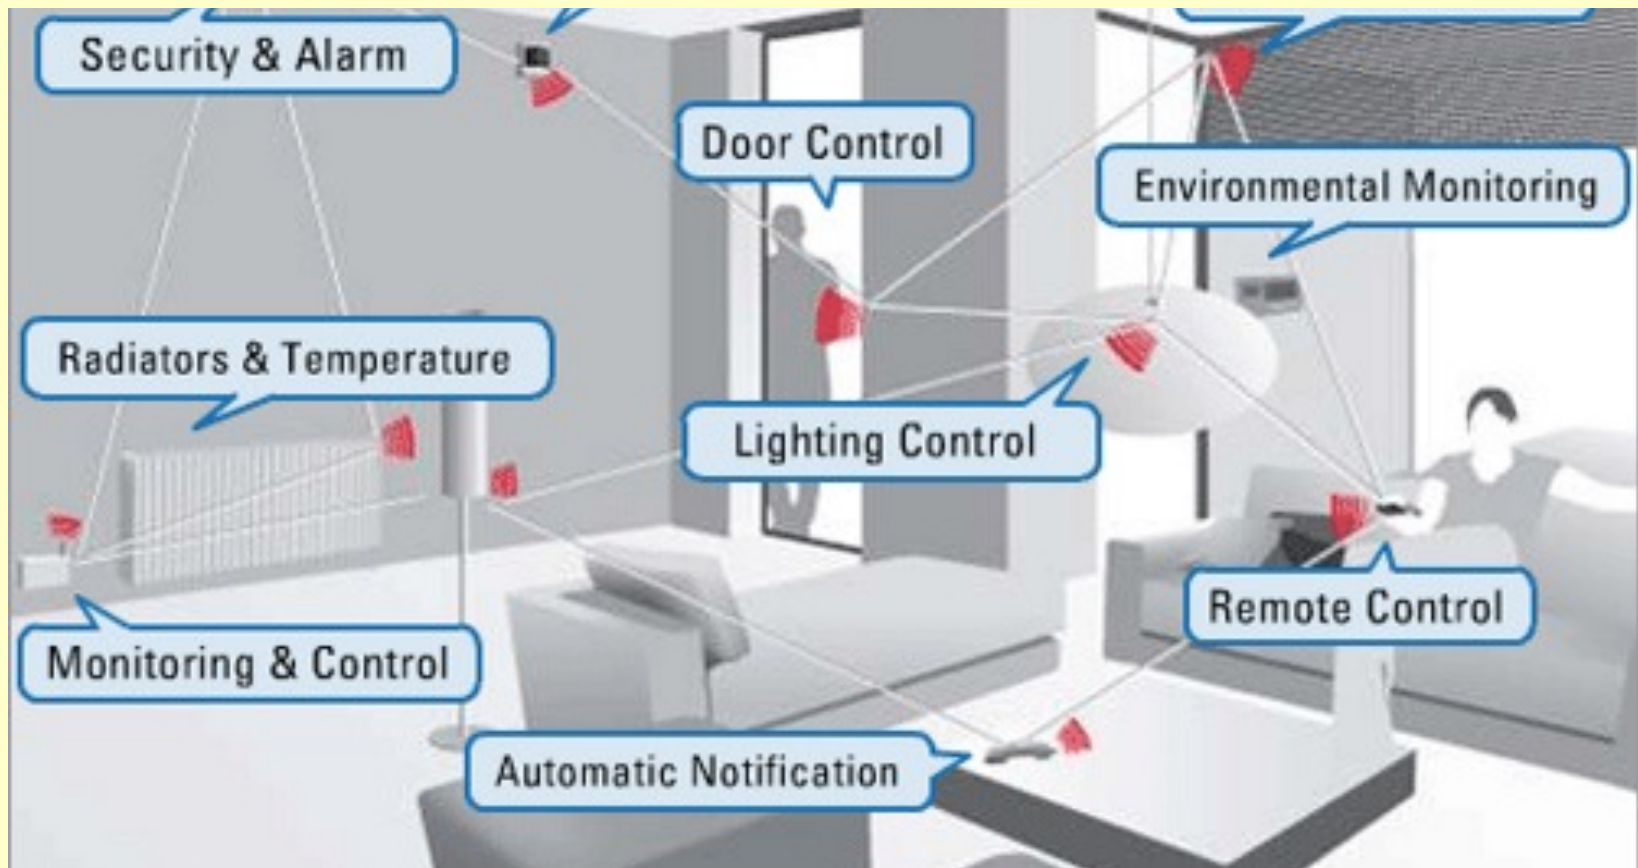 Security & Alarm
Door Control
Environmental Monitoring
Radiators & Temperature
Lighting Control
Remote Control
Monitoring & Control
Automatic Notification